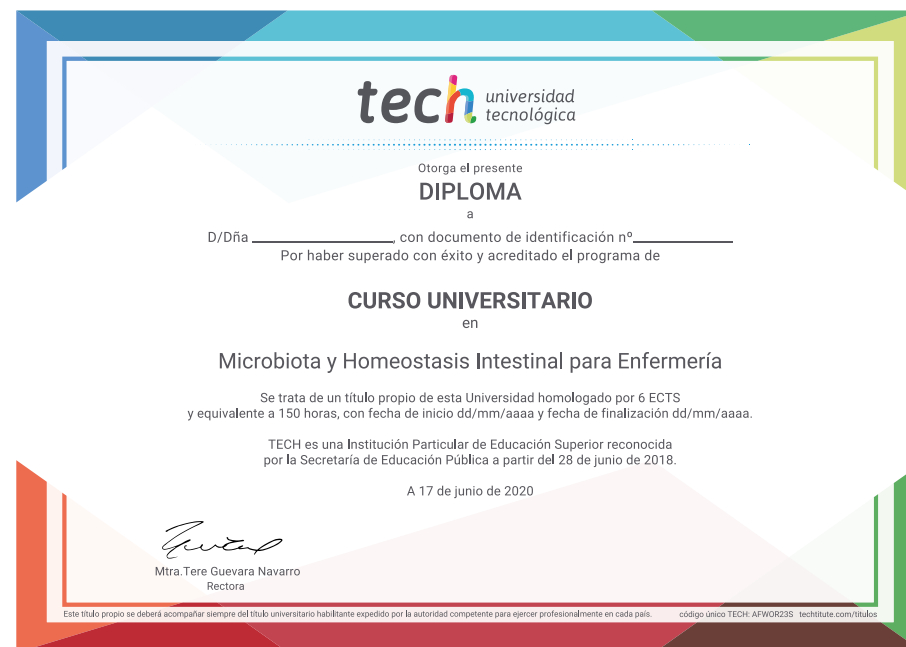 tech universidad
tecnológica
Otorga el presente
DIPLOMA
a
D/Dña ____________________, con documento de identificación nº______________
Por haber superado con éxito y acreditado el programa de
CURSO UNIVERSITARIO
en
Microbiota y Homeostasis Intestinal para Enfermería
Se trata de un título propio de esta Universidad homologado por 6 ECTS
y equivalente a 150 horas, con fecha de inicio dd/mm/aaaa y fecha de finalización dd/mm/aaaa.
TECH es una Institución Particular de Educación Superior reconocida
por la Secretaría de Educación Pública a partir del 28 de junio de 2018.
A 17 de junio de 2020
Mtra.Tere Guevara Navarro
Rectora
Este título propio se deberá acompañar siempre del título universitario habilitante expedido por la autoridad competente para ejercer profesionalmente en cada país. código único TECH: AFWOR23S techtitute.com/titulos